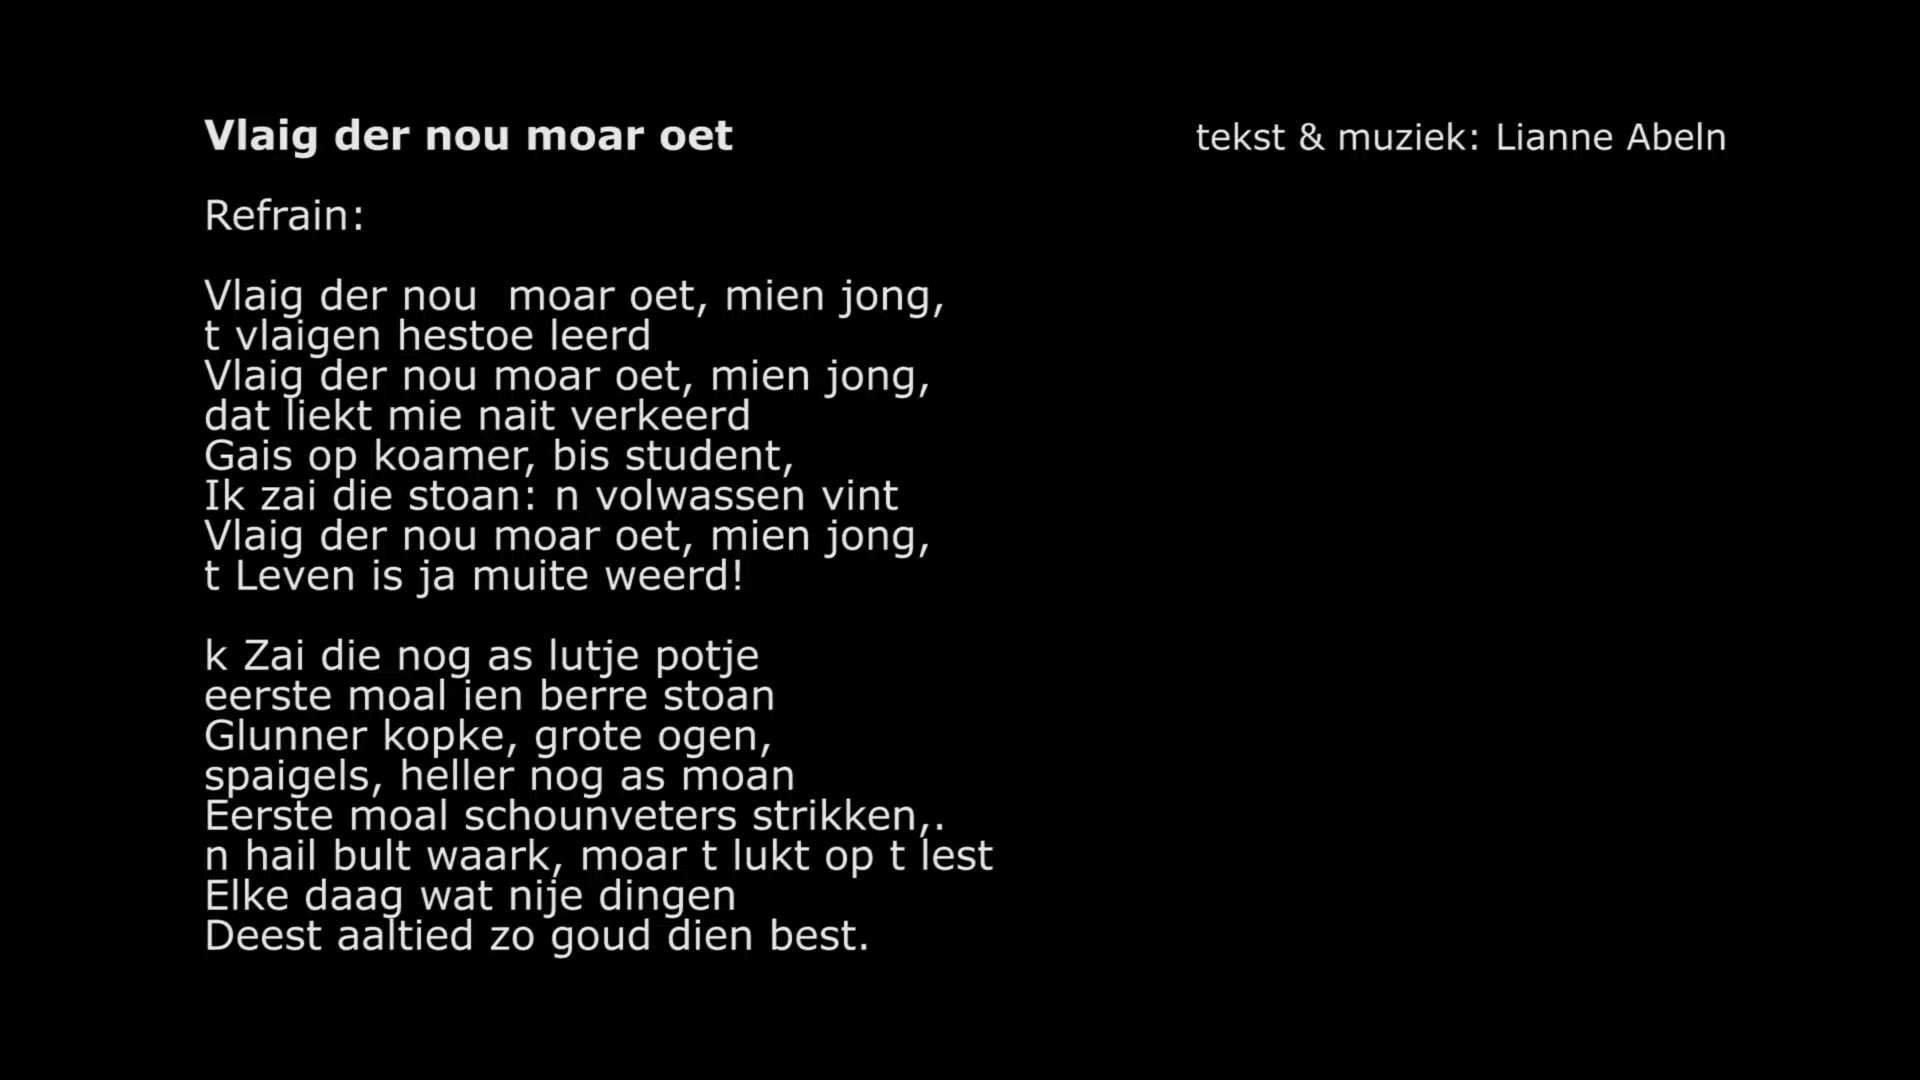 Vlaig der nou moar oet
tekst & muziek: Lianne Abeln
Refrain:
Vlaig der nou  moar oet, mien jong,
t vlaigen hestoe leerd
Vlaig der nou moar oet, mien jong,
dat liekt mie nait verkeerd
Gais op koamer, bis student,
Ik zai die stoan: n volwassen vint
Vlaig der nou moar oet, mien jong,
t Leven is ja muite weerd!
k Zai die nog as lutje potje
eerste moal ien berre stoan
Glunner kopke, grote ogen,
spaigels, heller nog as moan
Eerste moal schounveters strikken,.
n hail bult waark, moar t lukt op t lest
Elke daag wat nije dingen
Deest aaltied zo goud dien best.